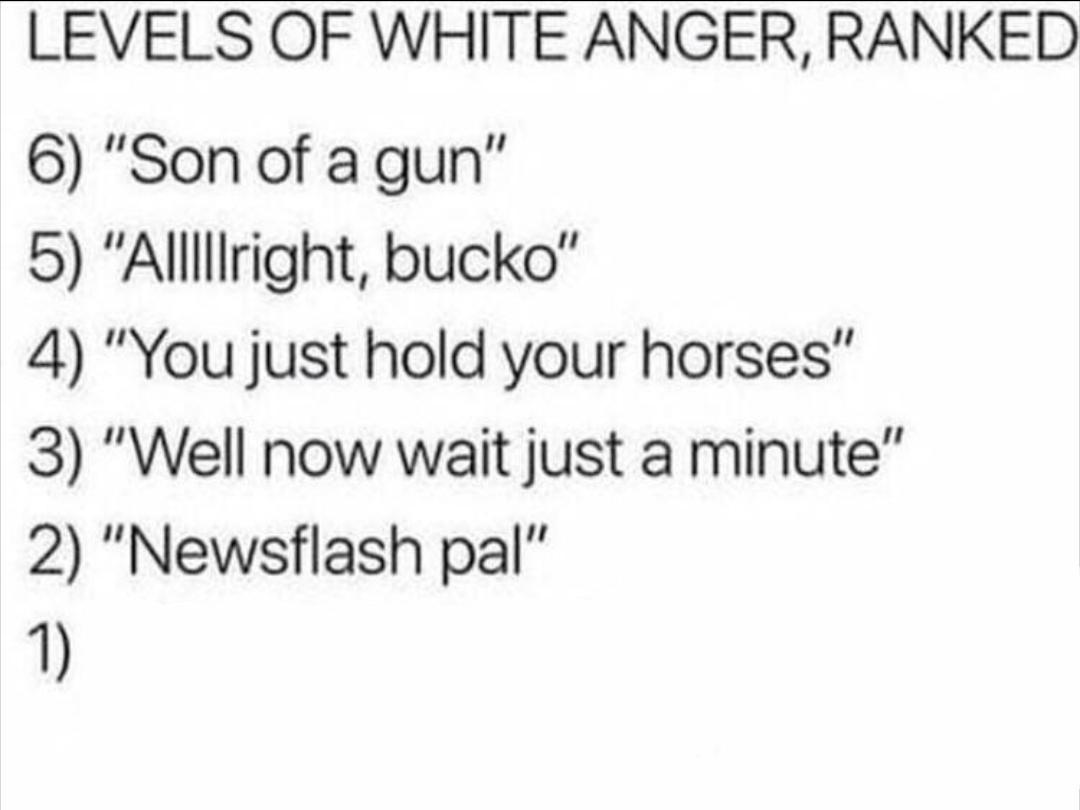 LEVELS OF WHITE ANGER, RANKED
6) "Son of a gun"
5) "Alllllright, bucko"
4) "You just hold your horses"
3) "Well now wait just a minute"
2) "Newsflash pal"
1)